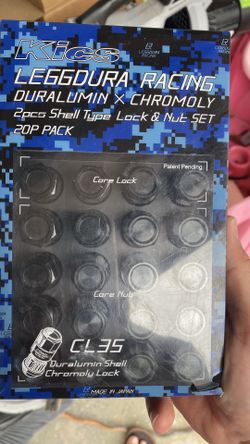 Kics
LEGGDURA RACING
DURALUMIN × CHROMOLY
2pcs Shell Type Lock & Nut SET
20P PACK
Patent Pending
Core Lock
Core Nut
CL35
Duralumin Shell
Chromoly Lock
MADE IN JAPAN